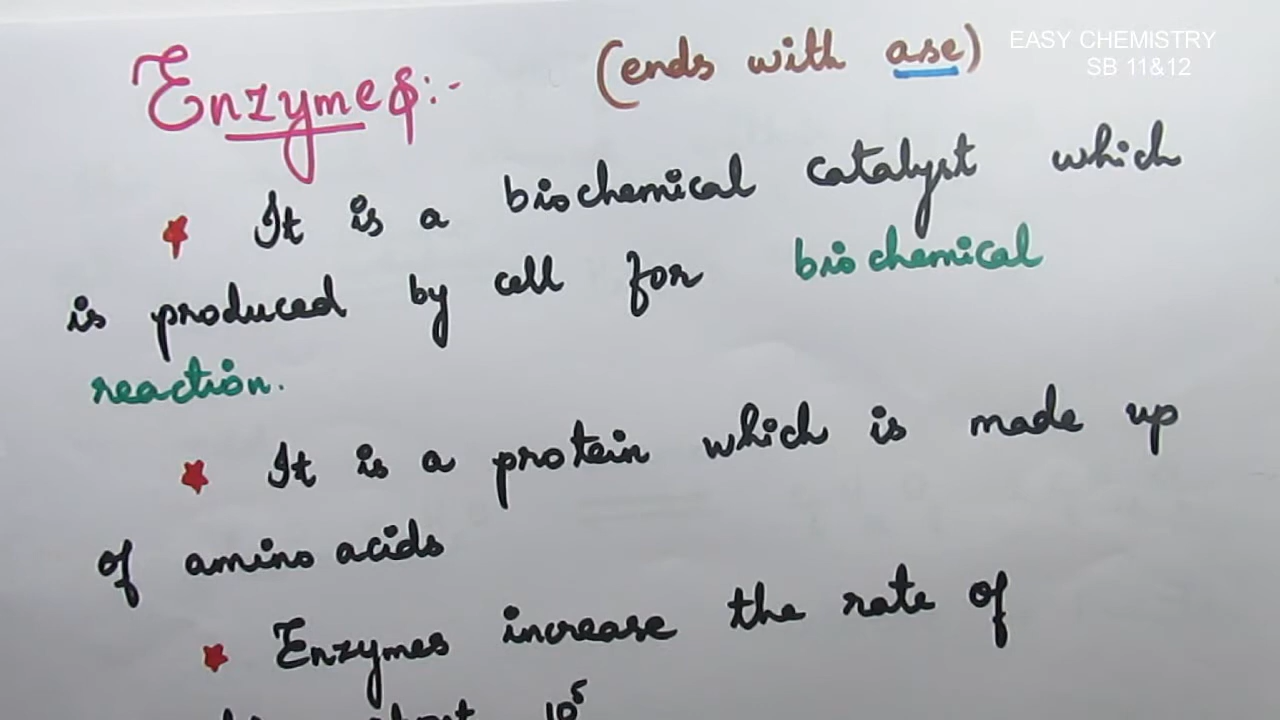 Enzymes:- (ends with ase)
EASY CHEMISTRY
SB 11&12
It is a biochemical catalyst which
is produced by cell for biochemical
reaction.
It is a protein which is made up
of amino acids
Enzymes increase the rate of
10⁵